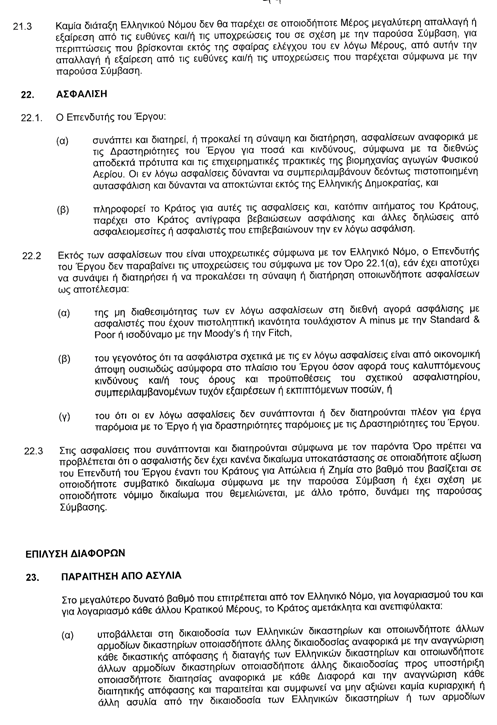 21.3 Καμία διάταξη Ελληνικού Νόμου δεν θα παρέχει σε οποιοδήποτε Μέρος μεγαλύτερη απαλλαγή ή
εξαίρεση από τις ευθύνες και/ή τις υποχρεώσεις του σε σχέση με την παρούσα Σύμβαση, για
περιπτώσεις που βρίσκονται εκτός της σφαίρας ελέγχου του εν λόγω Μέρους, από αυτήν την
απαλλαγή ή εξαίρεση από τις ευθύνες και/ή τις υποχρεώσεις που παρέχεται σύμφωνα με την
παρούσα Σύμβαση.
22. ΑΣΦΑΛΙΣΗ
22.1. Ο Επενδυτής του Έργου:
(α) συνάπτει και διατηρεί, ή προκαλεί τη σύναψη και διατήρηση, ασφαλίσεων αναφορικά με
τις Δραστηριότητες του Έργου για ποσά και κινδύνους, σύμφωνα με τα διεθνώς
αποδεκτά πρότυπα και τις επιχειρηματικές πρακτικές της βιομηχανίας αγωγών Φυσικού
Αερίου. Οι εν λόγω ασφαλίσεις δύνανται να συμπεριλαμβάνουν δεόντως πιστοποιημένη
αυτασφάλιση και δύνανται να αποκτώνται εκτός της Ελληνικής Δημοκρατίας, και
(β) πληροφορεί το Κράτος για αυτές τις ασφαλίσεις και, κατόπιν αιτήματος του Κράτους,
παρέχει στο Κράτος αντίγραφα βεβαιώσεων ασφάλισης και άλλες δηλώσεις από
ασφαλειομεσίτες ή ασφαλιστές που επιβεβαιώνουν την εν λόγω ασφάλιση.
22.2 Εκτός των ασφαλίσεων που είναι υποχρεωτικές σύμφωνα με τον Ελληνικό Νόμο, ο Επενδυτής
του Έργου δεν παραβαίνει τις υποχρεώσεις του σύμφωνα με τον Όρο 22.1(α), εάν έχει αποτύχει
να συνάψει ή διατηρήσει ή να προκαλέσει τη σύναψη ή διατήρηση οποιωνδήποτε ασφαλίσεων
ως αποτέλεσμα:
(α) της μη διαθεσιμότητας των εν λόγω ασφαλίσεων στη διεθνή αγορά ασφάλισης με
ασφαλιστές που έχουν πιστοληπτική ικανότητα τουλάχιστον A minus με την Standard &
Poor ή ισοδύναμο με την Moody's ή την Fitch,
(β) του γεγονότος ότι τα ασφάλιστρα σχετικά με τις εν λόγω ασφαλίσεις είναι από οικονομική
άποψη ουσιωδώς ασύμφορα στο πλαίσιο του Έργου όσον αφορά τους καλυπτόμενους
κινδύνους και/ή τους όρους και προϋποθέσεις του σχετικού ασφαλιστηρίου,
συμπεριλαμβανομένων τυχόν εξαιρέσεων ή εκπιπτόμενων ποσών, ή
(γ) του ότι οι εν λόγω ασφαλίσεις δεν συνάπτονται ή δεν διατηρούνται πλέον για έργα
παρόμοια με το Έργο ή για δραστηριότητες παρόμοιες με τις Δραστηριότητες του Έργου.
22.3 Στις ασφαλίσεις που συνάπτονται και διατηρούνται σύμφωνα με τον παρόντα Όρο πρέπει να
προβλέπεται ότι ο ασφαλιστής δεν έχει κανένα δικαίωμα υποκατάστασης σε οποιαδήποτε αξίωση
του Επενδυτή του Έργου έναντι του Κράτους για Απώλεια ή Ζημία στο βαθμό που βασίζεται σε
οποιοδήποτε συμβατικό δικαίωμα σύμφωνα με την παρούσα Σύμβαση ή έχει σχέση με
οποιοδήποτε νόμιμο δικαίωμα που θεμελιώνεται, με άλλο τρόπο, δυνάμει της παρούσας
Σύμβασης.
ΕΠΙΛΥΣΗ ΔΙΑΦΟΡΩΝ
23. ΠΑΡΑΙΤΗΣΗ ΑΠΟ ΑΣΥΛΙΑ
Στο μεγαλύτερο δυνατό βαθμό που επιτρέπεται από τον Ελληνικό Νόμο, για λογαριασμού του και
για λογαριασμό κάθε άλλου Κρατικού Μέρους, το Κράτος αμετάκλητα και ανεπιφύλακτα:
(α) υποβάλλεται στη δικαιοδοσία των Ελληνικών δικαστηρίων και οποιωνδήποτε άλλων
αρμοδίων δικαστηρίων οποιασδήποτε άλλης δικαιοδοσίας αναφορικά με την αναγνώριση
κάθε δικαστικής απόφασης ή διαταγής των Ελληνικών δικαστηρίων και οποιωνδήποτε
άλλων αρμοδίων δικαστηρίων οποιασδήποτε άλλης δικαιοδοσίας προς υποστήριξη
οποιασδήποτε διαιτησίας αναφορικά με κάθε Διαφορά και την αναγνώριση κάθε
διαιτητικής απόφασης και παραιτείται και συμφωνεί να μην αξιώνει καμία κυριαρχική ή
άλλη ασυλία από την δικαιοδοσία των Ελληνικών δικαστηρίων ή των αρμοδίων